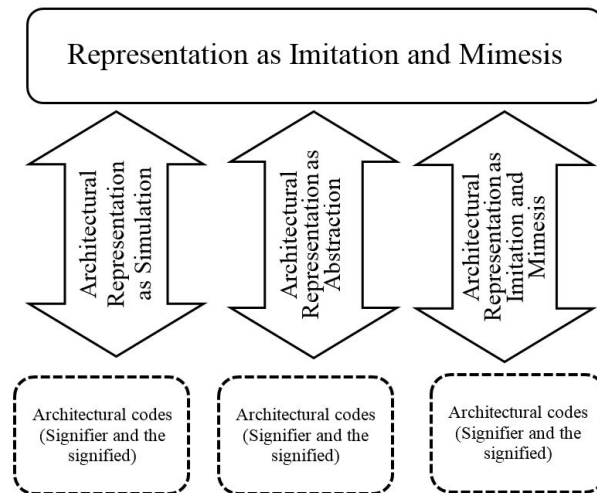 Representation as Imitation and Mimesis
Architectural
Representation
as Simulation
Architectural
Representation as
Abstraction
Architectural
Representation as
Imitation and
Mimesis
Architectural codes
(Signifier and the
signified)
Architectural codes
(Signifier and the
signified)
Architectural codes
(Signifier and the
signified)